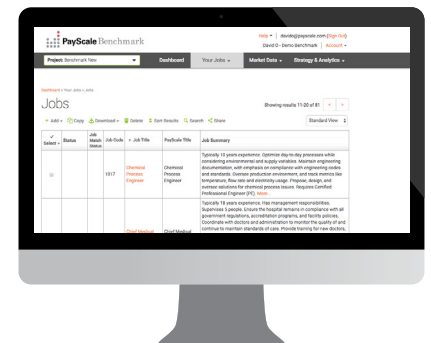 PayScale Benchmark
Help davido@payscale.com (Sign Out)
David O - Demo Benchmark | Account
Project: Benchmark New
Dashboard
Your Jobs
Market Data
Strategy & Analytics
Dashboard > Your Jobs > Jobs
Jobs
Showing results 11-20 of 81
+ Add Copy Download Delete Sort Results Search Share
Standard View
Select
Status
Job Match Status
Job Code
Job Title
PayScale Title
Job Summary
1017
Chemical Process Engineer
Chemical Process Engineer
Typically 10 years experience. Optimize day-to-day processes while
considering environmental and supply variables. Maintain engineering
documentation, with emphasis on compliance with engineering codes
and standards. Oversee production environment, and track metrics like
temperature, flow rate and electricity usage. Propose, design, and
oversee solutions for chemical process issues. Requires Certified
Professional Engineer (PE). More...
Typically 18 years experience. Has management responsibilities.
Supervises 5 people. Ensure the hospital remains in compliance with all
government regulations, accreditation programs, and facility policies.
Coordinate with doctors and administration to monitor the quality of and
continue to maintain standards of care. Provide training for new doctors,
Chief Medical
Chief Medical